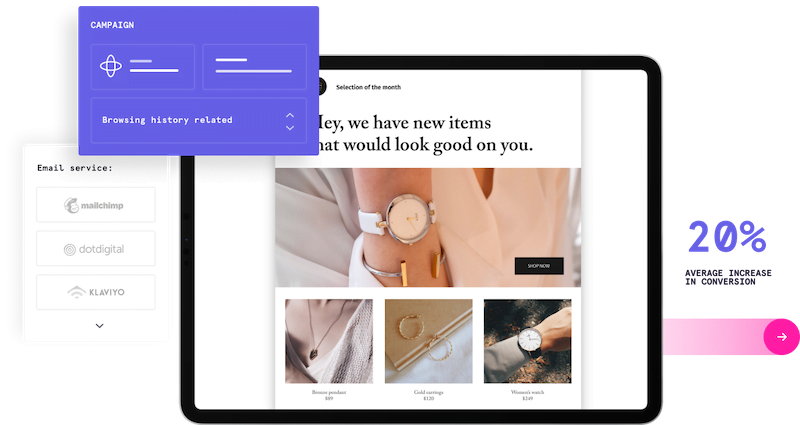 CAMPAIGN
Browsing history related
Email service:
mailchimp
dotdigital
KLAVIYO
Selection of the month
Hey, we have new items
that would look good on you.
SHOP NOW
Bronze pendant
$89
Gold earrings
$120
Women's watch
$249
20%
AVERAGE INCREASE
IN CONVERSION